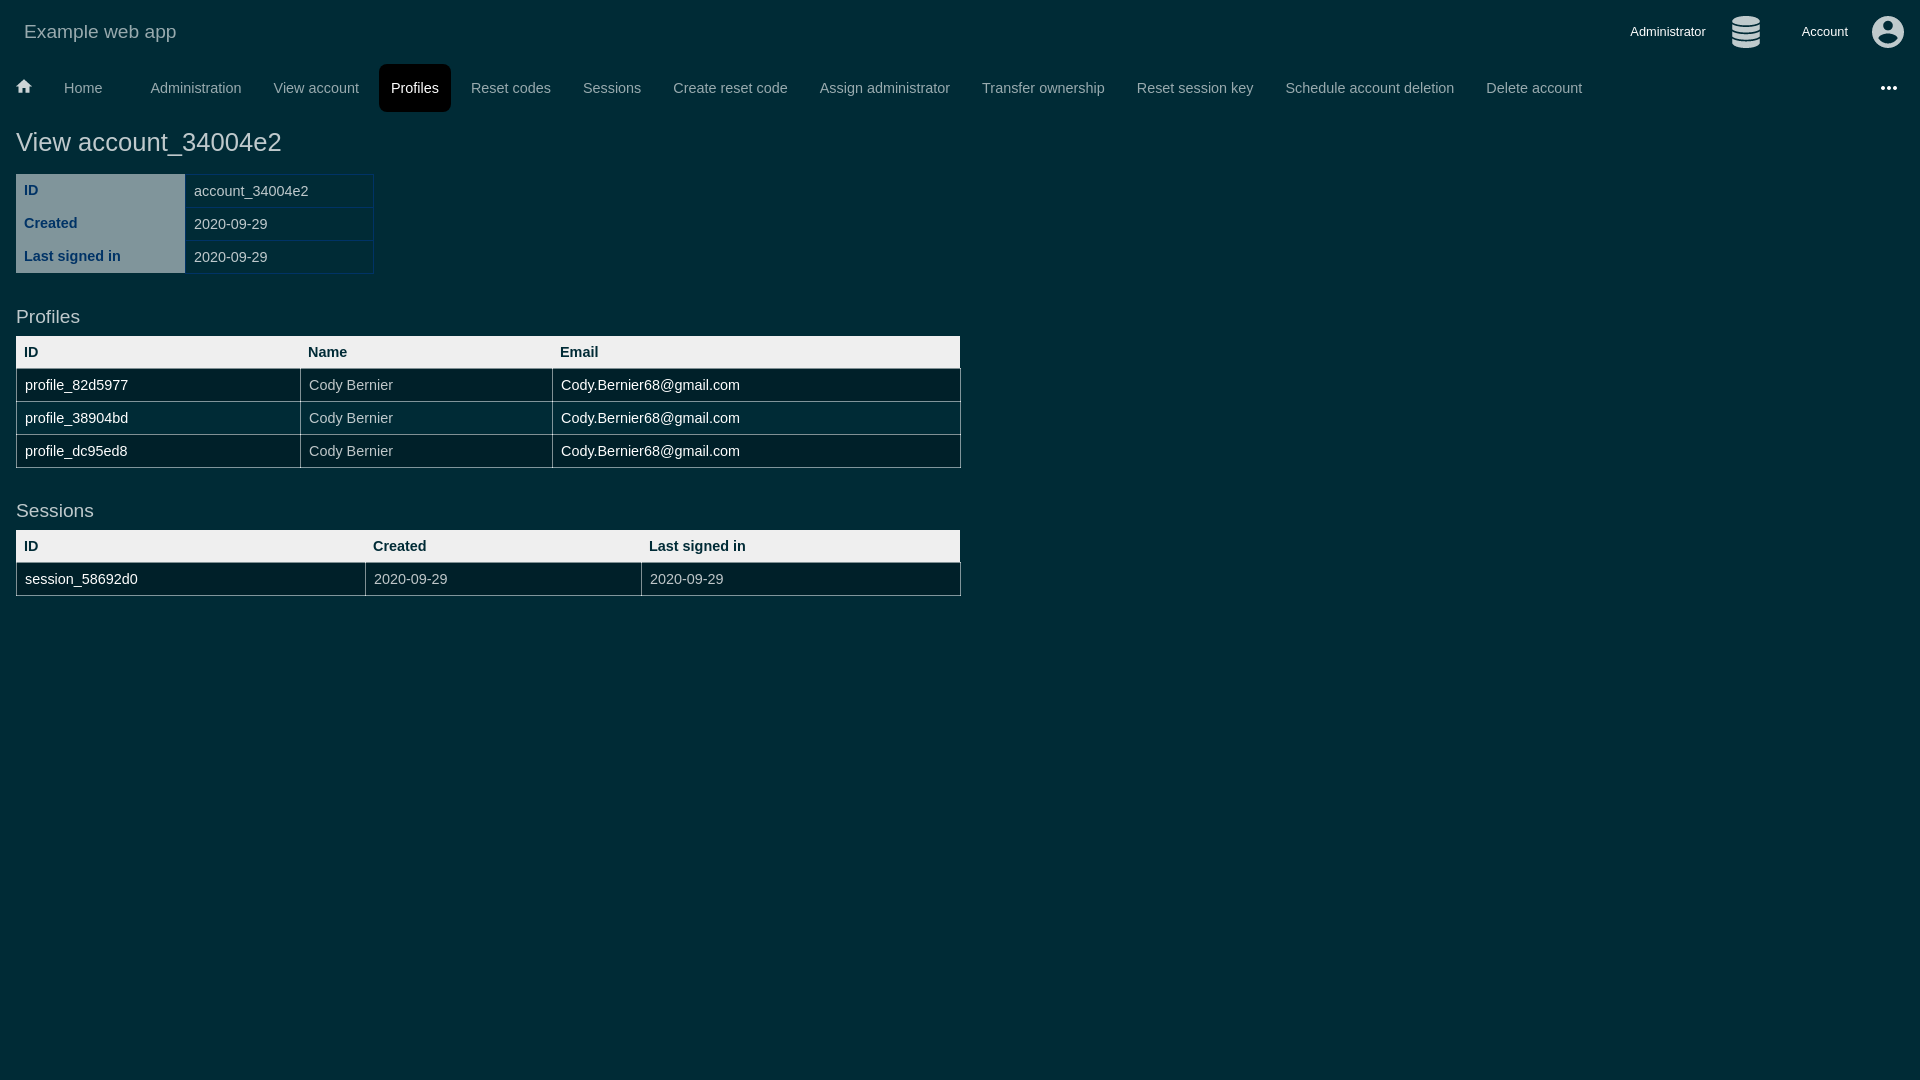 Example web app
Administrator
Account
Home
Administration
View account
Profiles
Reset codes
Sessions
Create reset code
Assign administrator
Transfer ownership
Reset session key
Schedule account deletion
Delete account
View account_34004e2
ID account_34004e2
Created 2020-09-29
Last signed in 2020-09-29
Profiles
ID Name Email
profile_82d5977 Cody Bernier Cody.Bernier68@gmail.com
profile_38904bd Cody Bernier Cody.Bernier68@gmail.com
profile_dc95ed8 Cody Bernier Cody.Bernier68@gmail.com
Sessions
ID Created Last signed in
session_58692d0 2020-09-29 2020-09-29